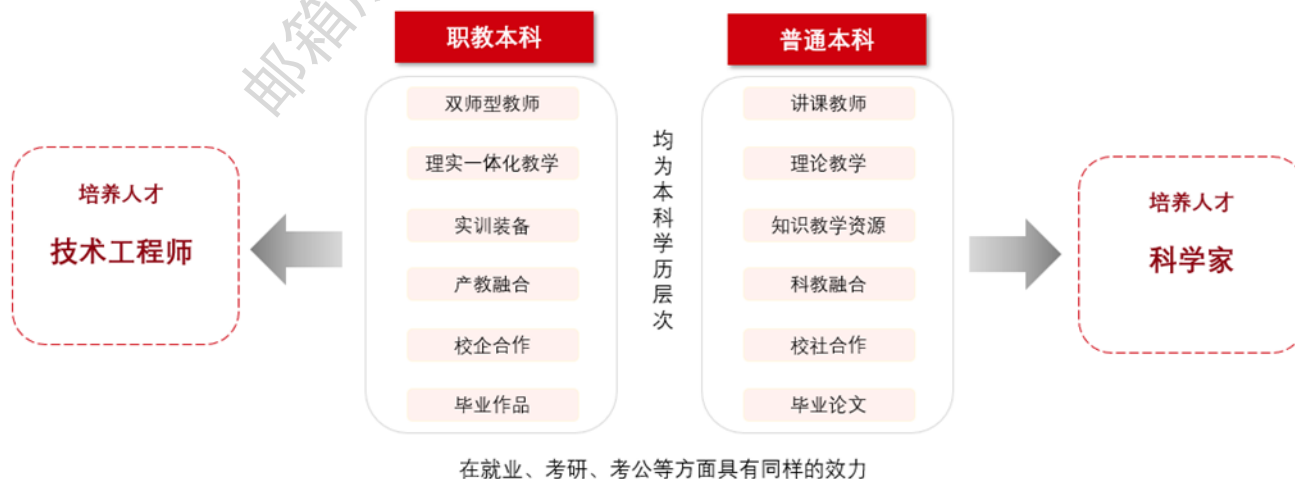 邮箱
职教本科
普通本科
双师型教师
讲课教师
理实一体化教学
理论教学
实训装备
知识教学资源
产教融合
科教融合
校企合作
校社合作
毕业作品
毕业论文
均为本科学历层次
培养人才
技术工程师
培养人才
科学家
在就业、考研、考公等方面具有同样的效力